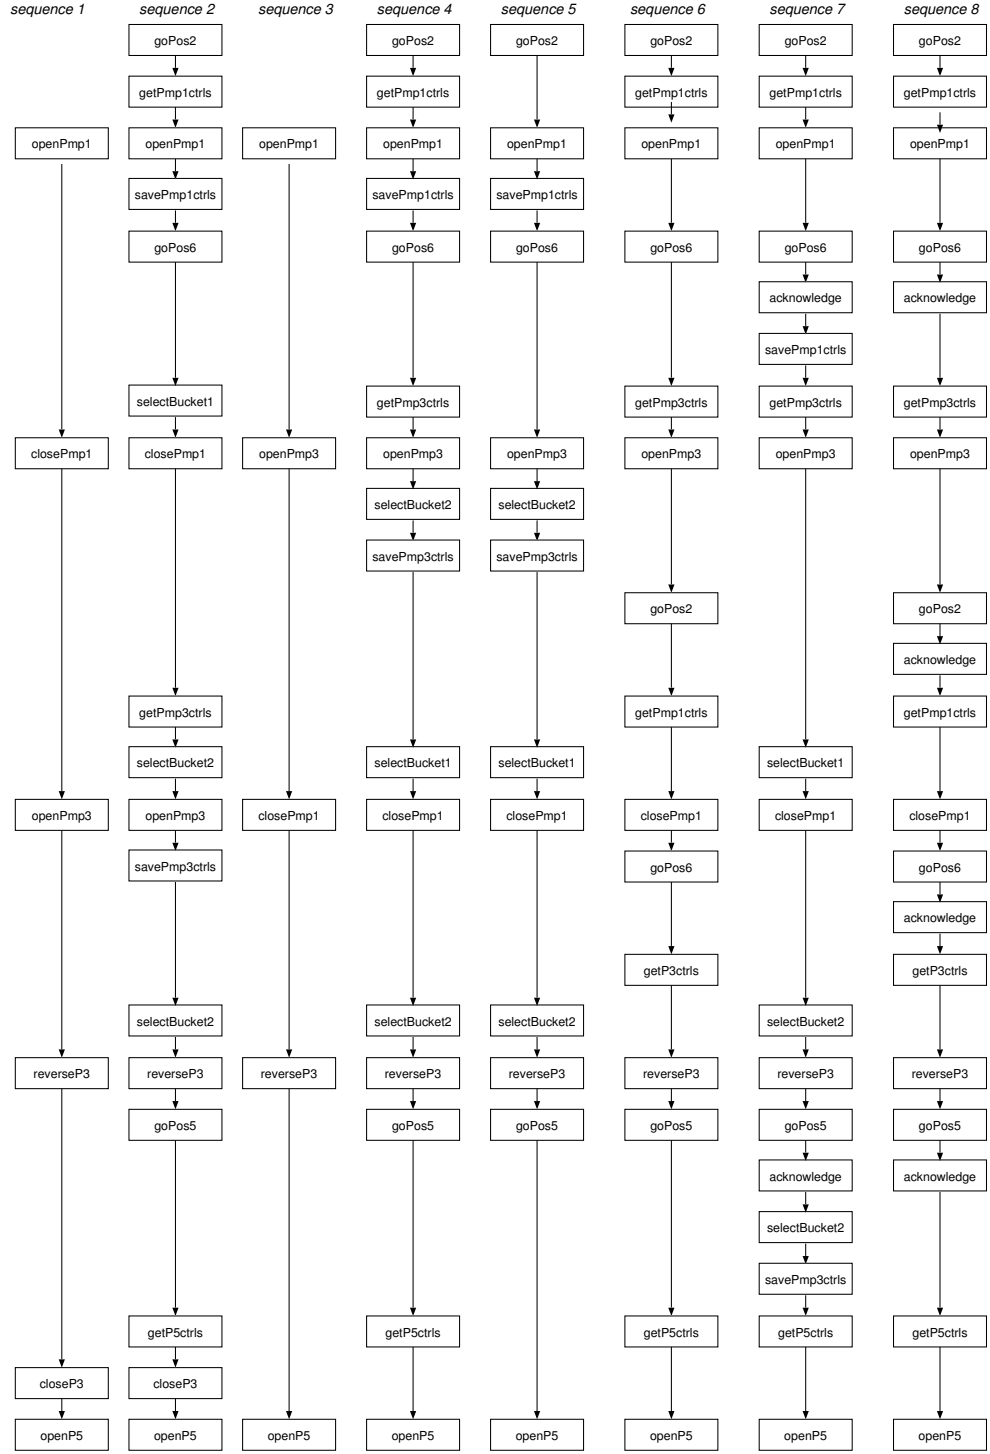 sequence 1 sequence 2 sequence 3 sequence 4 sequence 5 sequence 6 sequence 7 sequence 8
goPos2 goPos2 goPos2 goPos2 goPos2 goPos2
getPmp1ctrls getPmp1ctrls getPmp1ctrls getPmp1ctrls getPmp1ctrls
openPmp1 openPmp1 openPmp1 openPmp1 openPmp1 openPmp1 openPmp1 openPmp1
savePmp1ctrls savePmp1ctrls savePmp1ctrls
goPos6 goPos6 goPos6 goPos6 goPos6 goPos6
acknowledge acknowledge
savePmp1ctrls
selectBucket1 getPmp3ctrls getPmp3ctrls getPmp3ctrls getPmp3ctrls
closePmp1 closePmp1 openPmp3 openPmp3 openPmp3 openPmp3 openPmp3 openPmp3
selectBucket2 selectBucket2
savePmp3ctrls savePmp3ctrls
goPos2 goPos2
acknowledge
getPmp3ctrls getPmp1ctrls getPmp1ctrls
selectBucket2 selectBucket1 selectBucket1 selectBucket1
openPmp3 openPmp3 closePmp1 closePmp1 closePmp1 closePmp1 closePmp1 closePmp1
savePmp3ctrls goPos6 goPos6
acknowledge
getP3ctrls getP3ctrls
selectBucket2 selectBucket2 selectBucket2 selectBucket2
reverseP3 reverseP3 reverseP3 reverseP3 reverseP3 reverseP3 reverseP3 reverseP3
goPos5 goPos5 goPos5 goPos5 goPos5 goPos5
acknowledge acknowledge
selectBucket2
savePmp3ctrls
getP5ctrls getP5ctrls getP5ctrls getP5ctrls getP5ctrls
closeP3 closeP3
openP5 openP5 openP5 openP5 openP5 openP5 openP5 openP5